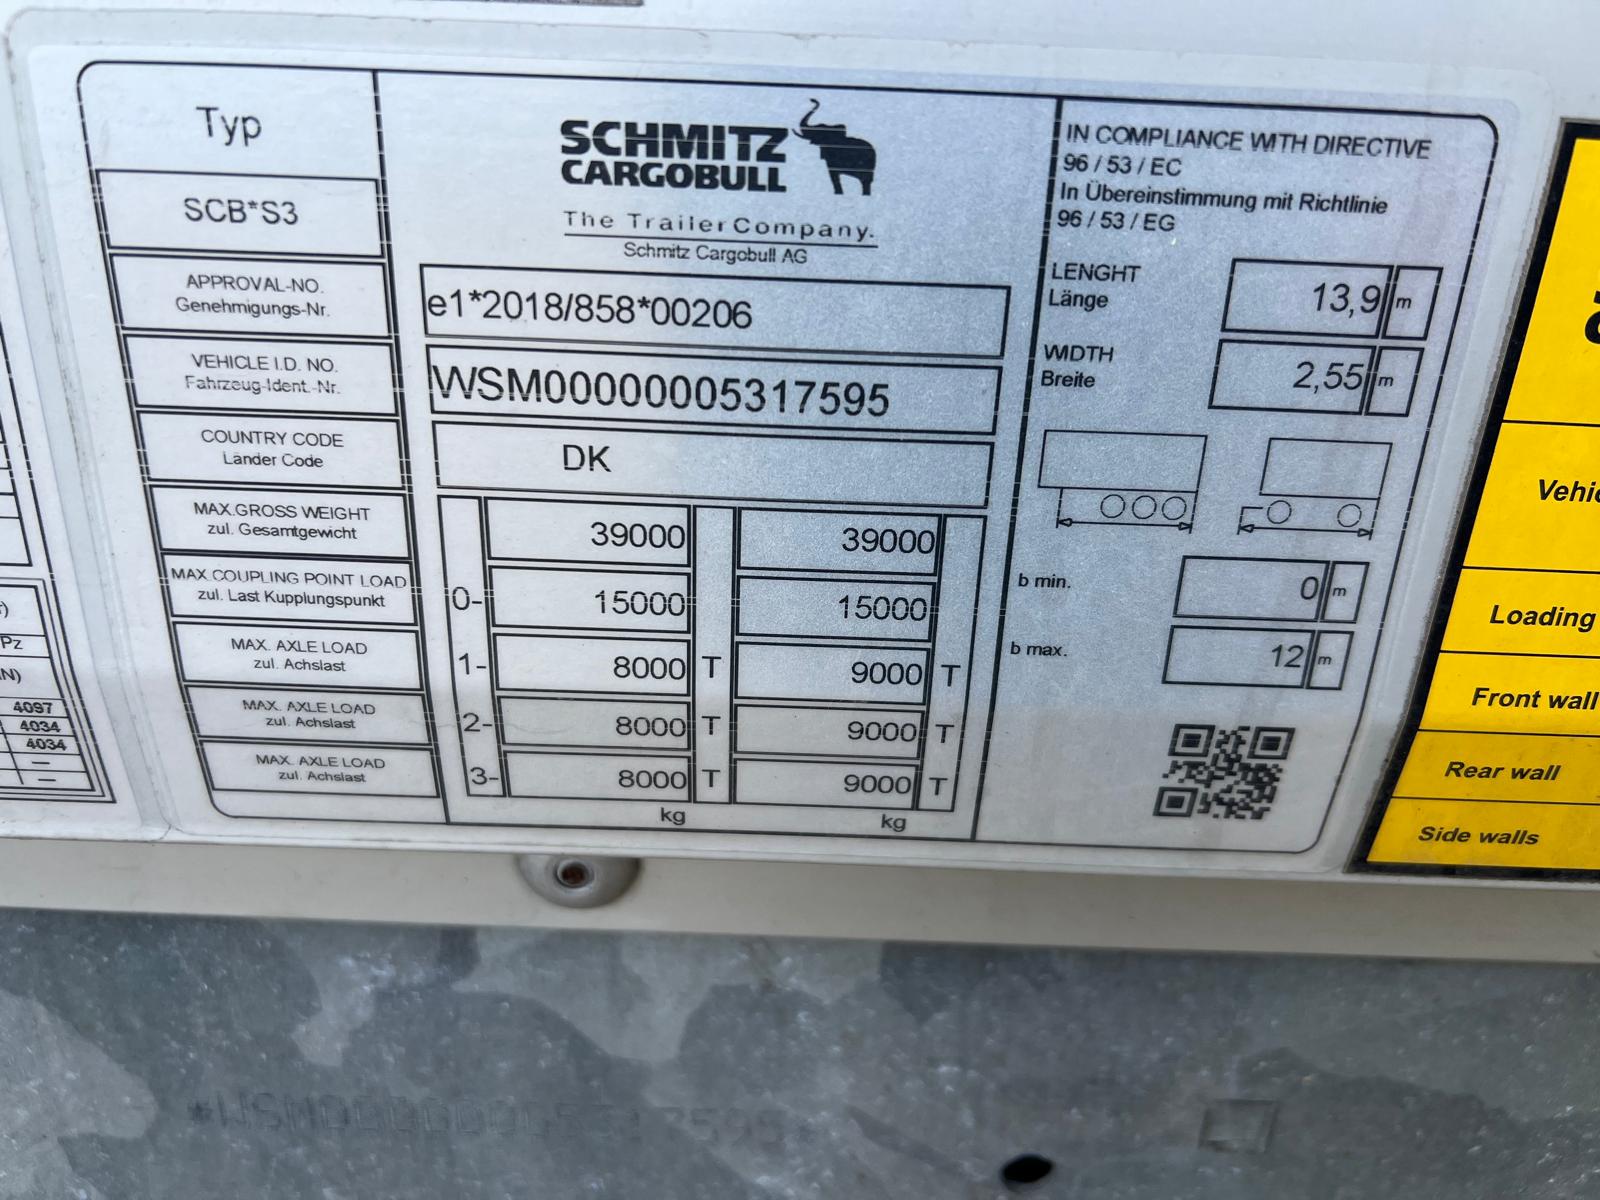 Typ
SCHMITZ
CARGOBULL
The Trailer Company.
Schmitz Cargobull AG
IN COMPLIANCE WITH DIRECTIVE
96 / 53 / EC
In Übereinstimmung mit Richtlinie
96 / 53 / EG
SCB*S3
APPROVAL-NO.
Genehmigungs-Nr.
e1*2018/858*00206
VEHICLE I.D. NO.
Fahrzeug-Ident.-Nr.
WSM00000005317595
COUNTRY CODE
Länder Code
DK
MAX.GROSS WEIGHT
zul. Gesamtgewicht
39000 39000
MAX.COUPLING POINT LOAD
zul. Last Kupplungspunkt
0- 15000 15000
MAX. AXLE LOAD
zul. Achslast
1- 8000 T 9000 T
MAX. AXLE LOAD
zul. Achslast
2- 8000 T 9000 T
MAX. AXLE LOAD
zul. Achslast
3- 8000 T 9000 T
kg kg
LENGHT
Länge
13,9 m
WIDTH
Breite
2,55 m
b min. 0 m
b max. 12 m
Pz
4097
4034
4034
Loading
Front wall
Rear wall
Side walls